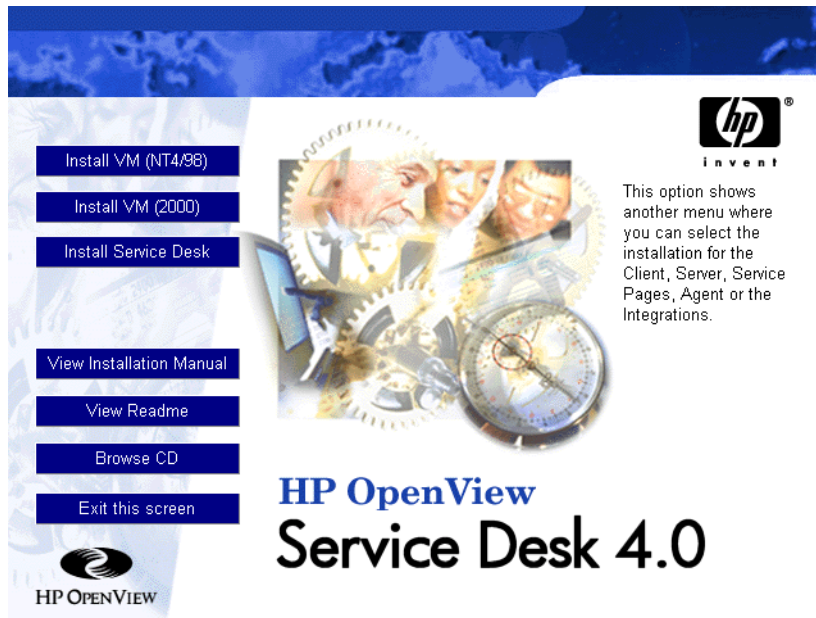 hp ®
invent
Install VM (NT4/98)
Install VM (2000)
Install Service Desk
This option shows
another menu where
you can select the
installation for the
Client, Server, Service
Pages, Agent or the
Integrations.
View Installation Manual
View Readme
Browse CD
Exit this screen
HP OpenView
Service Desk 4.0
HP OPENVIEW